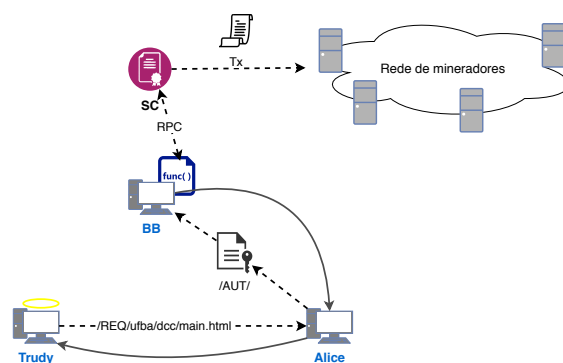 Tx
Rede de mineradores
SC
RPC
func( )
BB
/AUT/
/REQ/ufba/dcc/main.html
Trudy
Alice